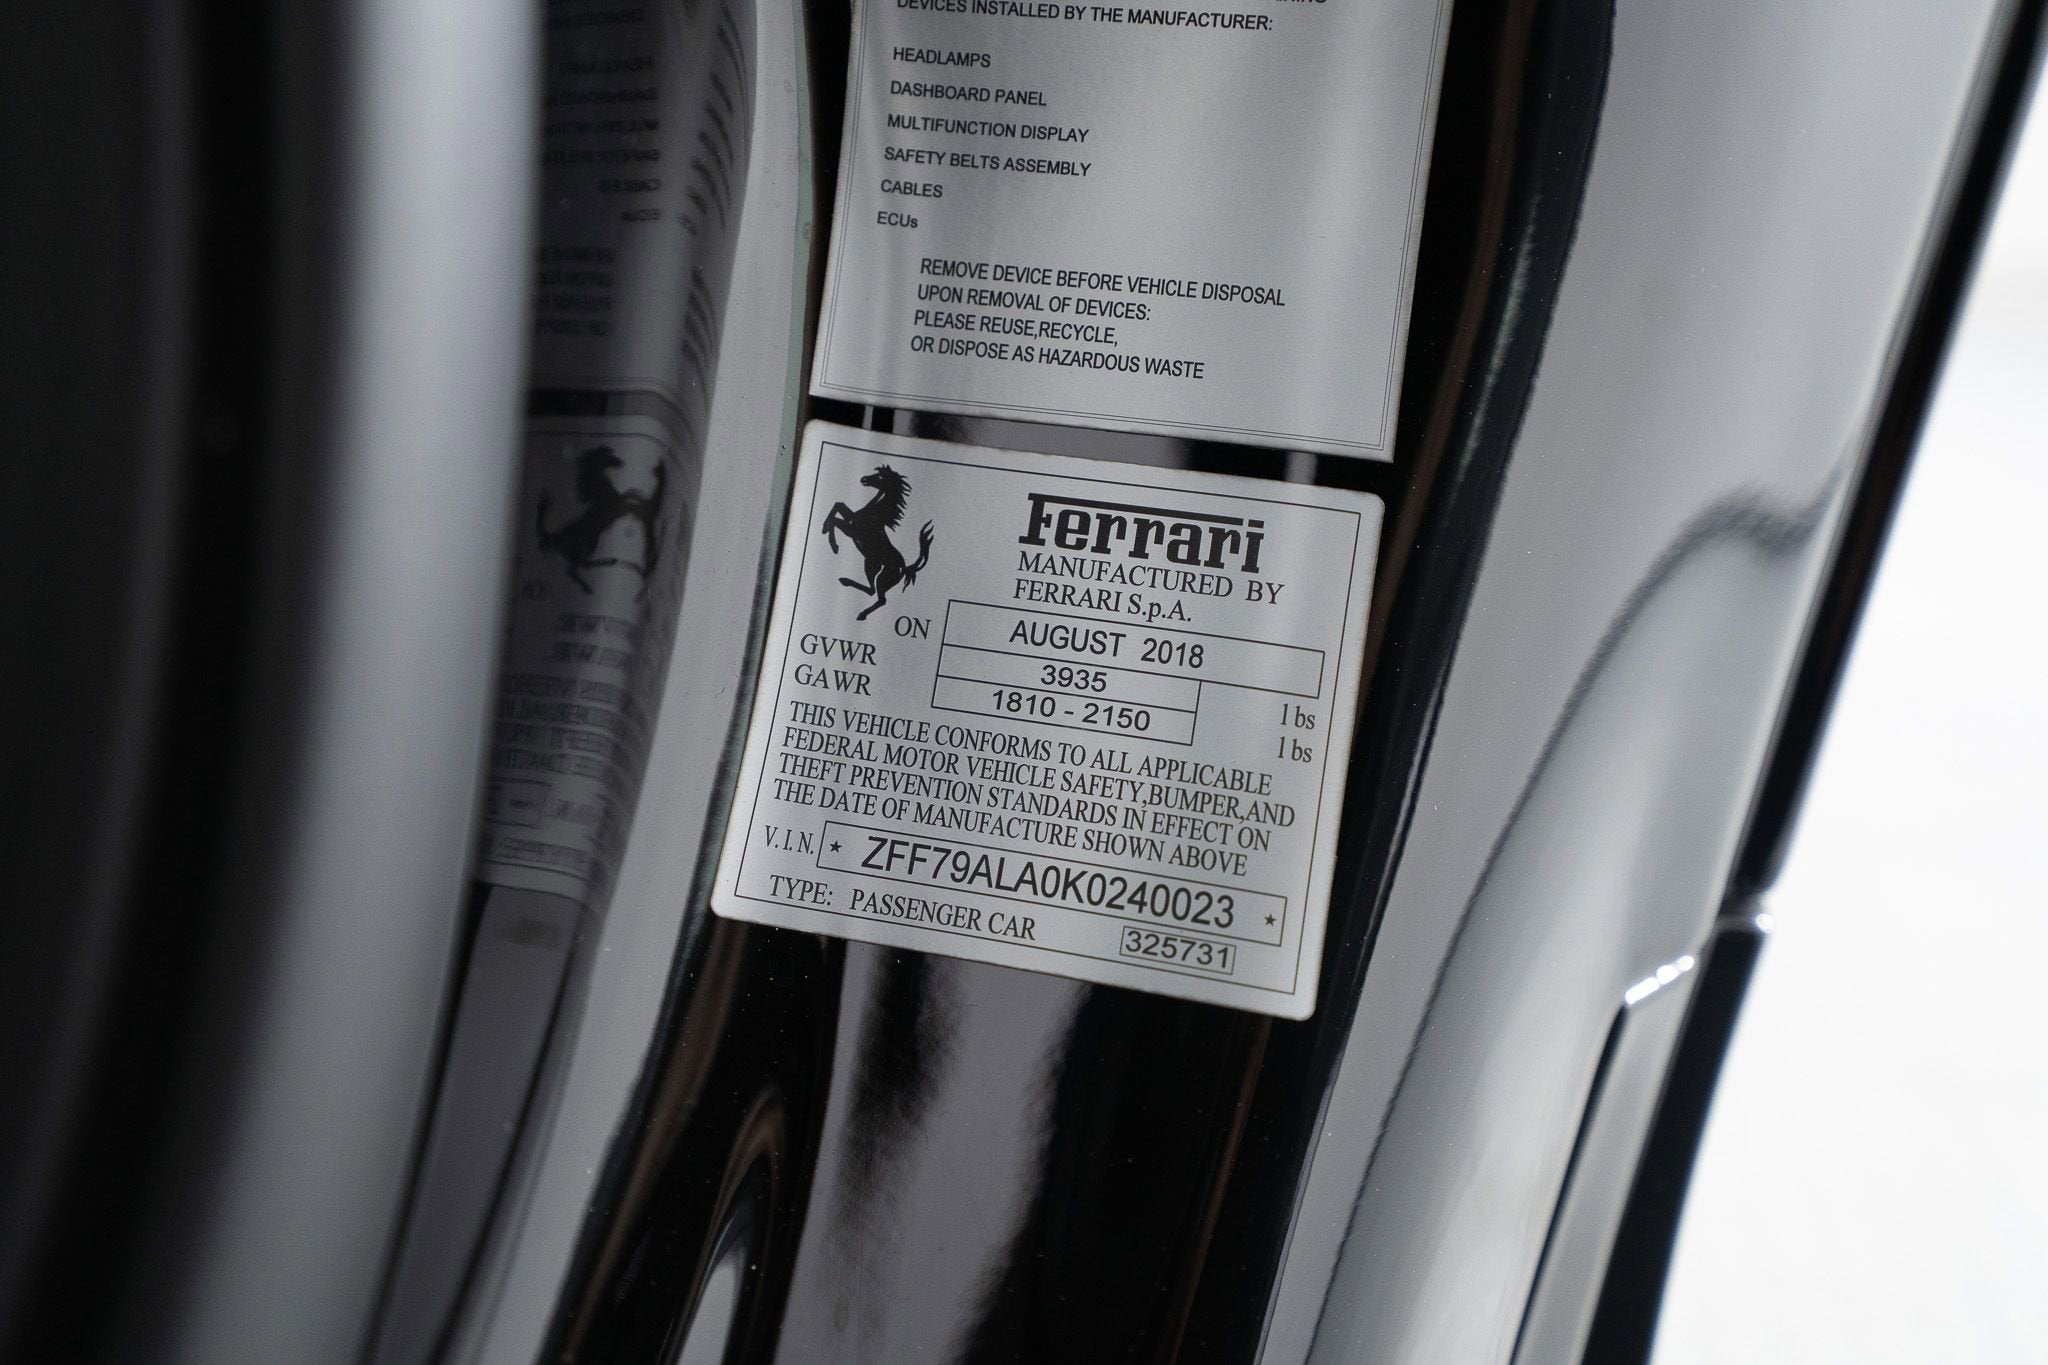 DEVICES INSTALLED BY THE MANUFACTURER:
HEADLAMPS
DASHBOARD PANEL
MULTIFUNCTION DISPLAY
SAFETY BELTS ASSEMBLY
CABLES
ECUs
REMOVE DEVICE BEFORE VEHICLE DISPOSAL
UPON REMOVAL OF DEVICES:
PLEASE REUSE,RECYCLE,
OR DISPOSE AS HAZARDOUS WASTE
Ferrari
MANUFACTURED BY
FERRARI S.p.A.
ON AUGUST 2018
GVWR 3935 lbs
GAWR 1810 - 2150 lbs
THIS VEHICLE CONFORMS TO ALL APPLICABLE
FEDERAL MOTOR VEHICLE SAFETY,BUMPER,AND
THEFT PREVENTION STANDARDS IN EFFECT ON
THE DATE OF MANUFACTURE SHOWN ABOVE
V.I.N. ★ ZFF79ALA0K0240023 ★
TYPE: PASSENGER CAR 325731